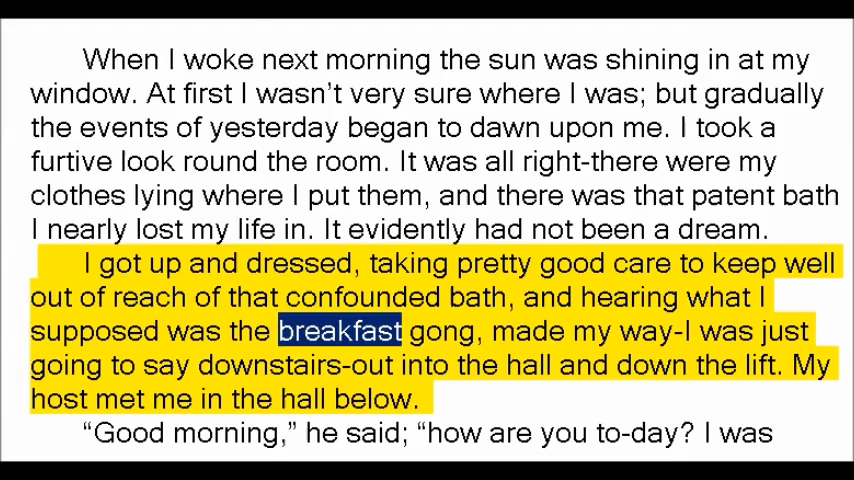 When I woke next morning the sun was shining in at my
window. At first I wasn’t very sure where I was; but gradually
the events of yesterday began to dawn upon me. I took a
furtive look round the room. It was all right-there were my
clothes lying where I put them, and there was that patent bath
I nearly lost my life in. It evidently had not been a dream.
I got up and dressed, taking pretty good care to keep well
out of reach of that confounded bath, and hearing what I
supposed was the breakfast gong, made my way-I was just
going to say downstairs-out into the hall and down the lift. My
host met me in the hall below.
“Good morning,” he said; “how are you to-day? I was